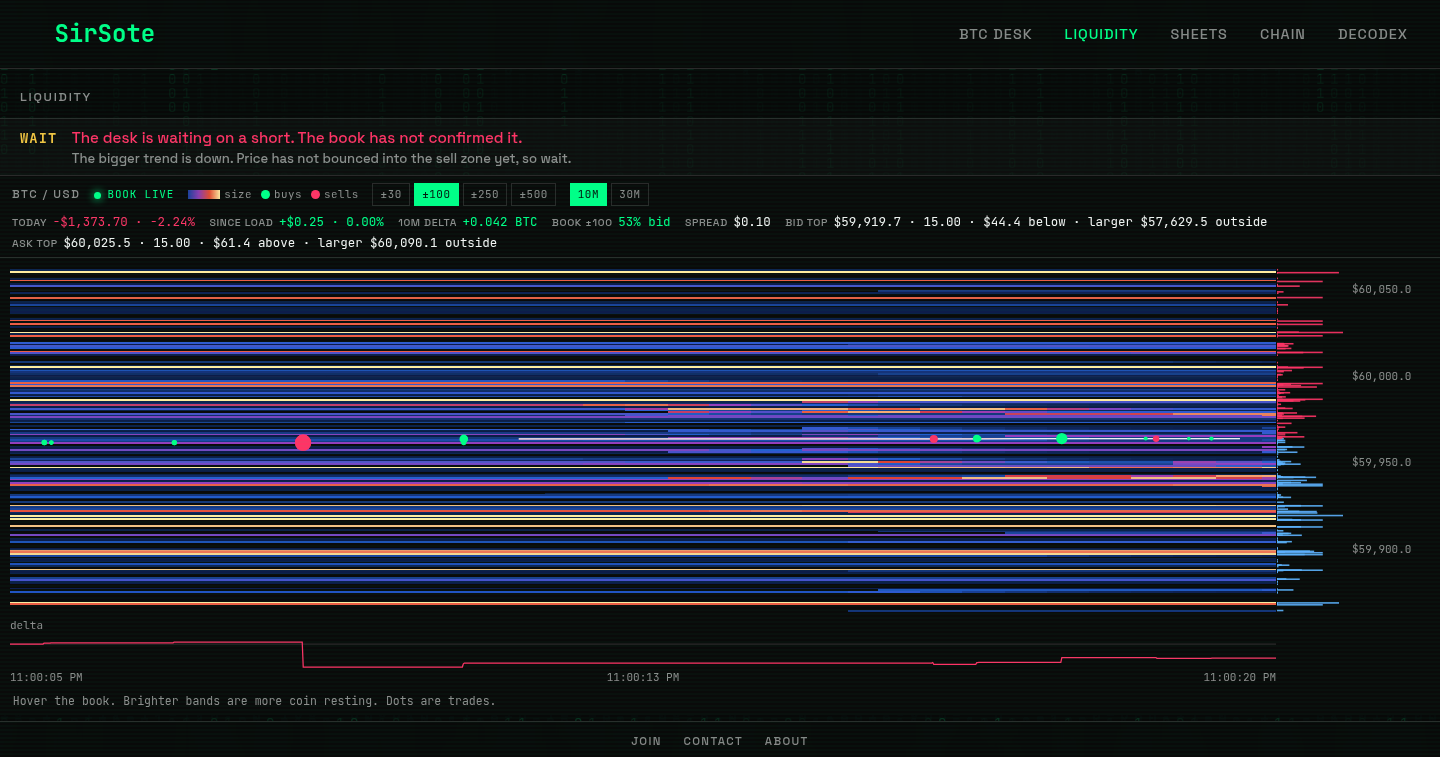 SirSote
BTC DESK LIQUIDITY SHEETS CHAIN DECODEX
LIQUIDITY
WAIT The desk is waiting on a short. The book has not confirmed it.
The bigger trend is down. Price has not bounced into the sell zone yet, so wait.
BTC / USD BOOK LIVE size buys sells ±30 ±100 ±250 ±500 10M 30M
TODAY -$1,373.70 · -2.24% SINCE LOAD +$0.25 · 0.00% 10M DELTA +0.042 BTC BOOK ±100 53% bid SPREAD $0.10 BID TOP $59,919.7 · 15.00 · $44.4 below · larger $57,629.5 outside
ASK TOP $60,025.5 · 15.00 · $61.4 above · larger $60,090.1 outside
$60,050.0
$60,000.0
$59,950.0
$59,900.0
delta
11:00:05 PM 11:00:13 PM 11:00:20 PM
Hover the book. Brighter bands are more coin resting. Dots are trades.
JOIN CONTACT ABOUT